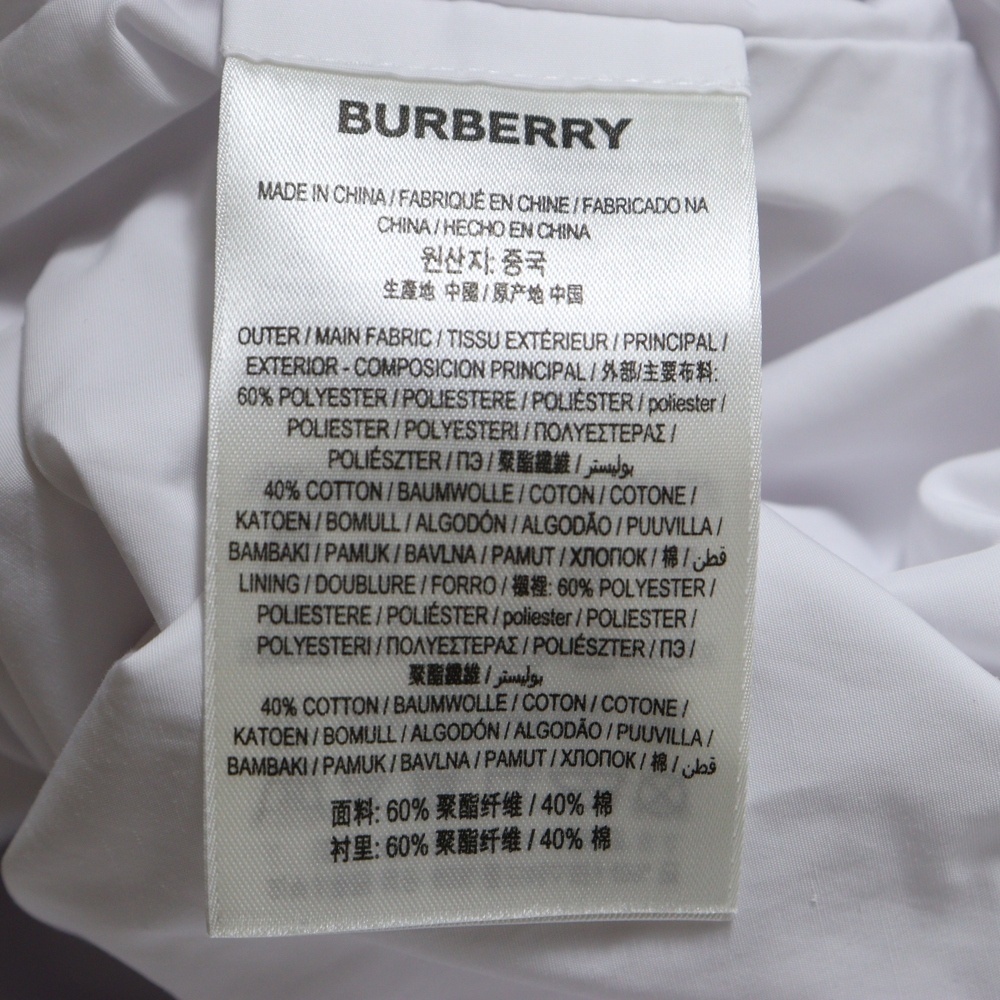 BURBERRY
MADE IN CHINA / FABRIQUÉ EN CHINE / FABRICADO NA
CHINA / HECHO EN CHINA
원산지: 중국
生產地 中國 / 原产地 中国
OUTER / MAIN FABRIC / TISSU EXTÉRIEUR / PRINCIPAL /
EXTERIOR - COMPOSICION PRINCIPAL / 外部/主要布料:
60% POLYESTER / POLIESTERE / POLIÉSTER / poliester /
POLIESTER / POLYESTERI / ΠΟΛΥΕΣΤΕΡΑΣ /
POLIÉSZTER / ПЭ / 聚酯纖維 / بوليستر
40% COTTON / BAUMWOLLE / COTON / COTONE /
KATOEN / BOMULL / ALGODÓN / ALGODÃO / PUUVILLA /
BAMBAKI / PAMUK / BAVLNA / PAMUT / ХЛОПОК / 棉 / قطن
LINING / DOUBLURE / FORRO / 襯裡: 60% POLYESTER /
POLIESTERE / POLIÉSTER / poliester / POLIESTER /
POLYESTERI / ΠΟΛΥΕΣΤΕΡΑΣ / POLIÉSZTER / ПЭ /
聚酯纖維 / بوليستر
40% COTTON / BAUMWOLLE / COTON / COTONE /
KATOEN / BOMULL / ALGODÓN / ALGODÃO / PUUVILLA /
BAMBAKI / PAMUK / BAVLNA / PAMUT / ХЛОПОК / 棉 / قطن
面料: 60% 聚酯纤维 / 40% 棉
衬里: 60% 聚酯纤维 / 40% 棉